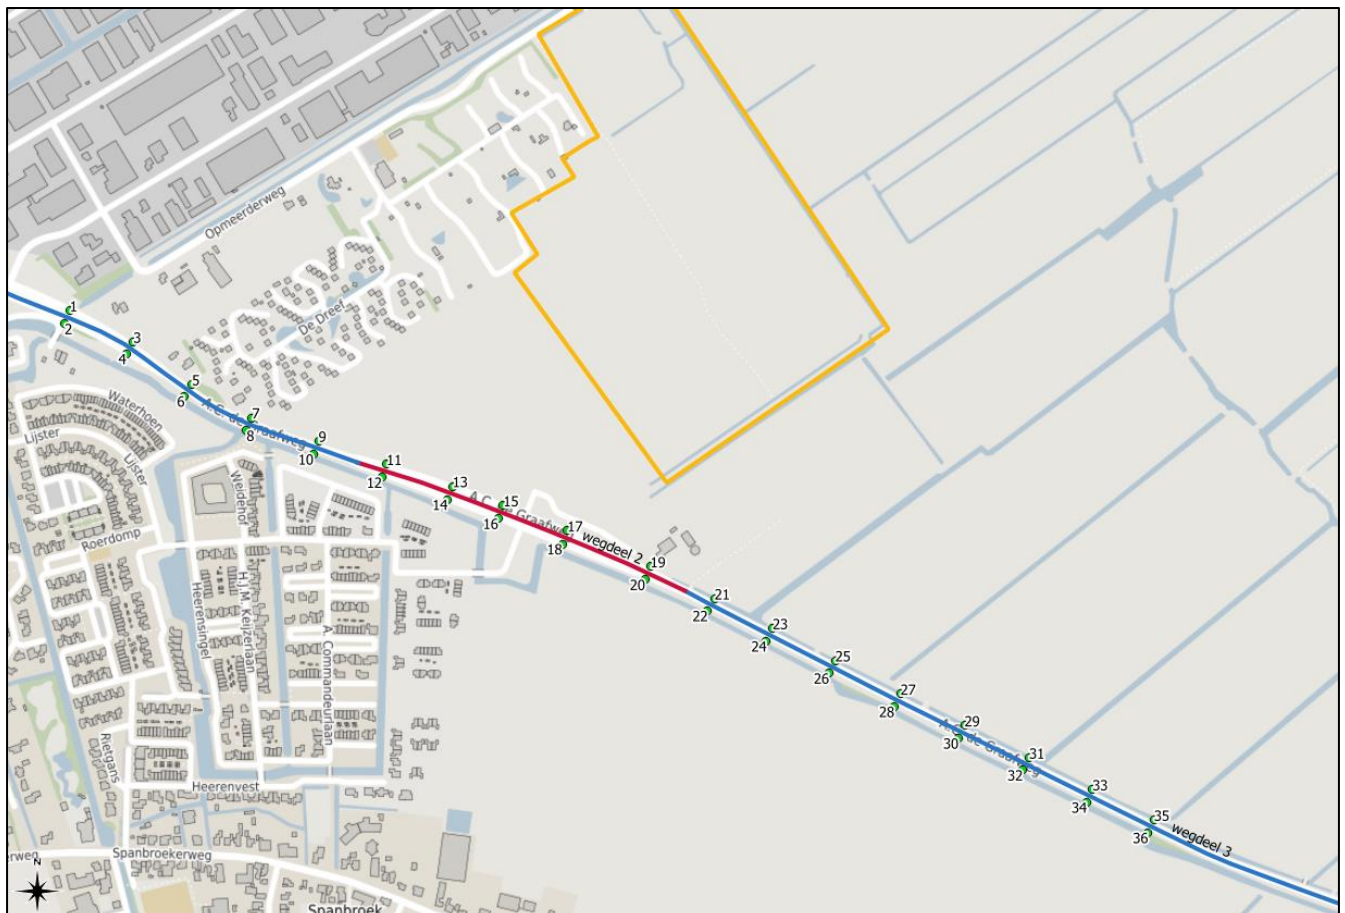 Opmeerderweg
De Dreef
1
2
3
4
5
6
A.C. de Graafweg
7
8
9
10
11
12
13
14
A.C. de Graafweg
15
16
17
18
wegdeel 2
19
20
21
22
23
24
25
26
27
28
A.C. de Graafweg
29
30
31
32
33
34
35
36
wegdeel 3
Waterhoen
Lijster
Lijster
Weidehof
Roerdomp
Heerensingel
H.J.M. Keijzerlaan
A. Commandeurlaan
Rietgans
Heerenvest
erweg
Spanbroekerweg
N
Spanbroek